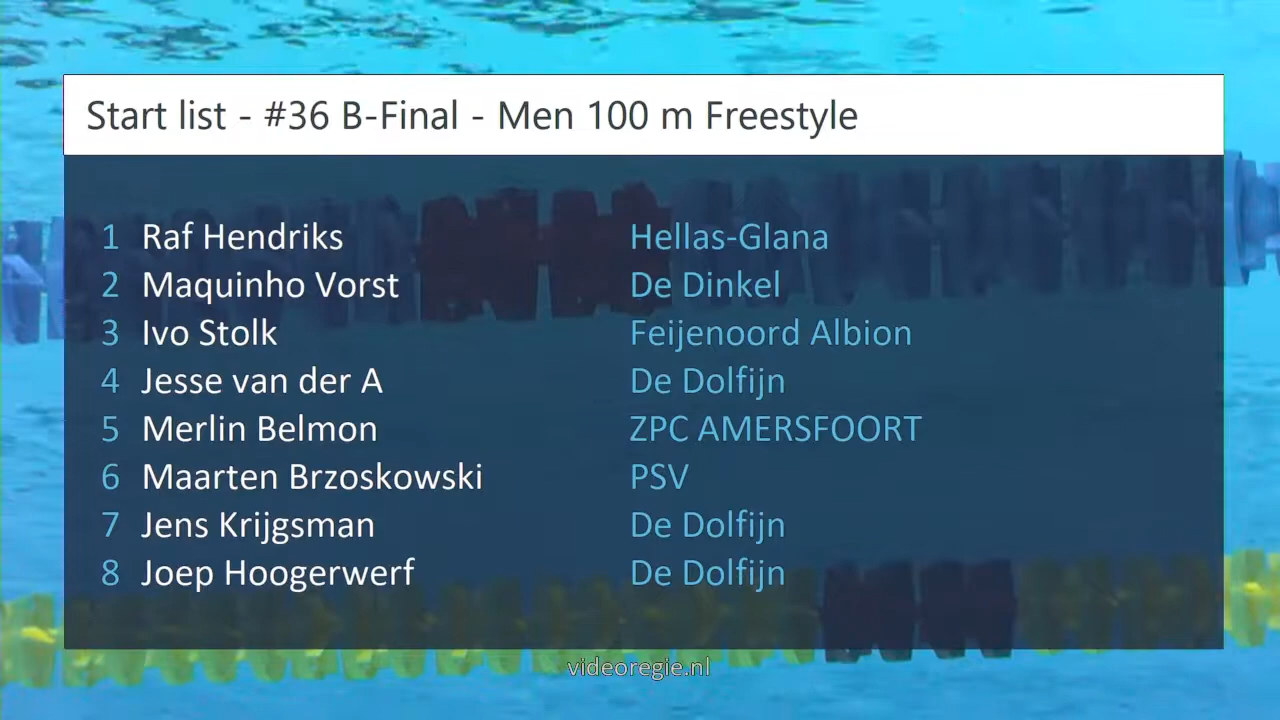 Start list - #36 B-Final - Men 100 m Freestyle
1 Raf Hendriks Hellas-Glana
2 Maquinho Vorst De Dinkel
3 Ivo Stolk Feijenoord Albion
4 Jesse van der A De Dolfijn
5 Merlin Belmon ZPC AMERSFOORT
6 Maarten Brzoskowski PSV
7 Jens Krijgsman De Dolfijn
8 Joep Hoogerwerf De Dolfijn
videoregie.nl